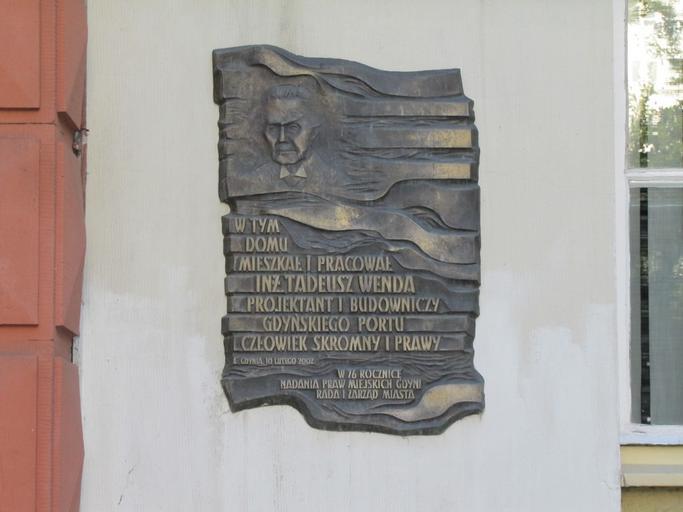 W TYM
DOMU
MIESZKAŁ I PRACOWAŁ
INŻ TADEUSZ WENDA
PROJEKTANT I BUDOWNICZY
GDYŃSKIEGO PORTU
CZŁOWIEK SKROMNY I PRAWY
GDYNIA, 10 LUTEGO 2002
W 76 ROCZNICĘ
NADANIA PRAW MIEJSKICH GDYNI
RADA I ZARZĄD MIASTA